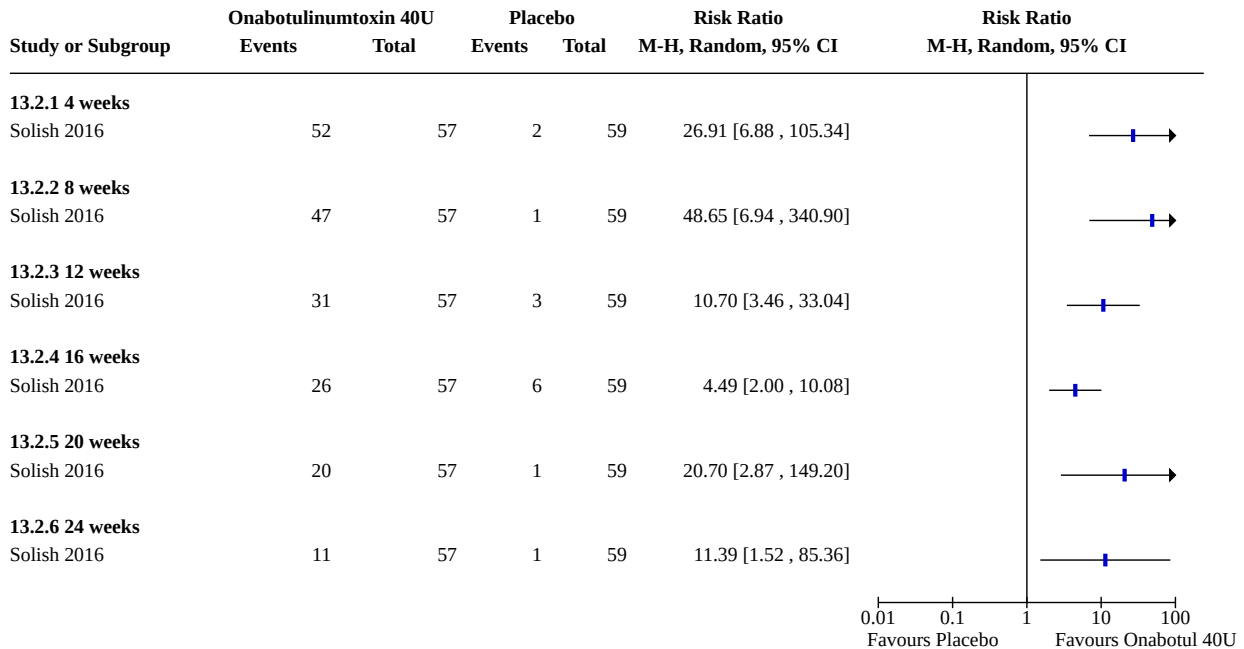 Onabotulinumtoxin 40U Placebo Risk Ratio Risk Ratio
Study or Subgroup Events Total Events Total M-H, Random, 95% CI M-H, Random, 95% CI
13.2.1 4 weeks
Solish 2016 52 57 2 59 26.91 [6.88 , 105.34]
13.2.2 8 weeks
Solish 2016 47 57 1 59 48.65 [6.94 , 340.90]
13.2.3 12 weeks
Solish 2016 31 57 3 59 10.70 [3.46 , 33.04]
13.2.4 16 weeks
Solish 2016 26 57 6 59 4.49 [2.00 , 10.08]
13.2.5 20 weeks
Solish 2016 20 57 1 59 20.70 [2.87 , 149.20]
13.2.6 24 weeks
Solish 2016 11 57 1 59 11.39 [1.52 , 85.36]
0.01 0.1 1 10 100
Favours Placebo Favours Onabotul 40U